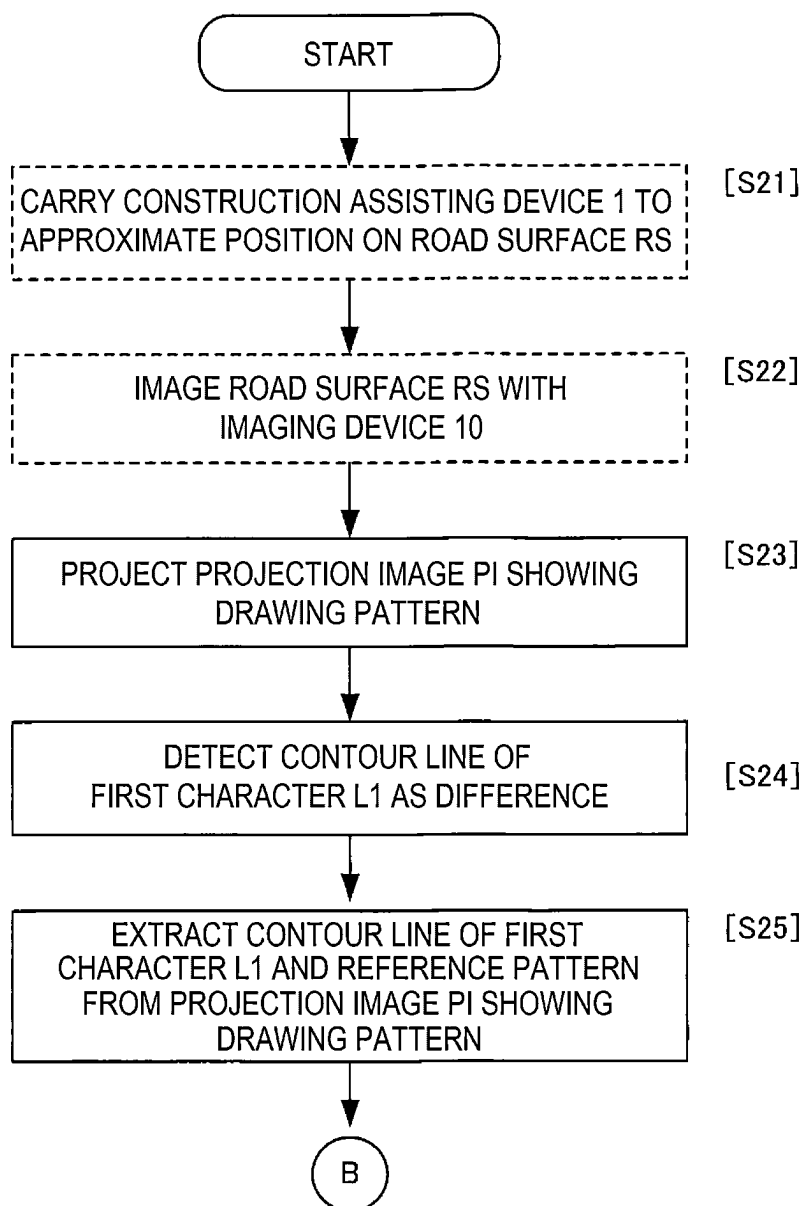 START
[S21]
CARRY CONSTRUCTION ASSISTING DEVICE 1 TO
APPROXIMATE POSITION ON ROAD SURFACE RS
[S22]
IMAGE ROAD SURFACE RS WITH
IMAGING DEVICE 10
[S23]
PROJECT PROJECTION IMAGE PI SHOWING
DRAWING PATTERN
[S24]
DETECT CONTOUR LINE OF
FIRST CHARACTER L1 AS DIFFERENCE
[S25]
EXTRACT CONTOUR LINE OF FIRST
CHARACTER L1 AND REFERENCE PATTERN
FROM PROJECTION IMAGE PI SHOWING
DRAWING PATTERN
B